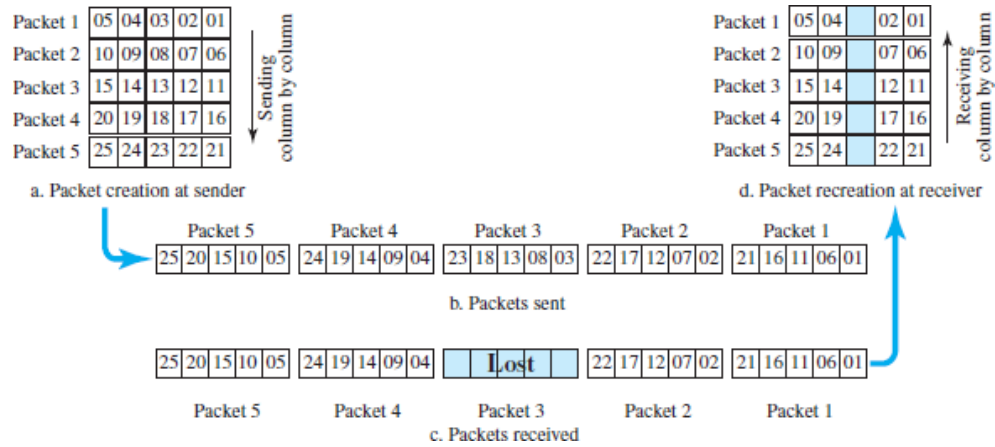 Packet 1 05 04 03 02 01
Packet 2 10 09 08 07 06
Packet 3 15 14 13 12 11
Packet 4 20 19 18 17 16
Packet 5 25 24 23 22 21
Sending
column by column
a. Packet creation at sender
Packet 1 05 04 02 01
Packet 2 10 09 07 06
Packet 3 15 14 12 11
Packet 4 20 19 17 16
Packet 5 25 24 22 21
Receiving
column by column
d. Packet recreation at receiver
Packet 5 Packet 4 Packet 3 Packet 2 Packet 1
25 20 15 10 05 24 19 14 09 04 23 18 13 08 03 22 17 12 07 02 21 16 11 06 01
b. Packets sent
25 20 15 10 05 24 19 14 09 04 Lost 22 17 12 07 02 21 16 11 06 01
Packet 5 Packet 4 Packet 3 Packet 2 Packet 1
c. Packets received